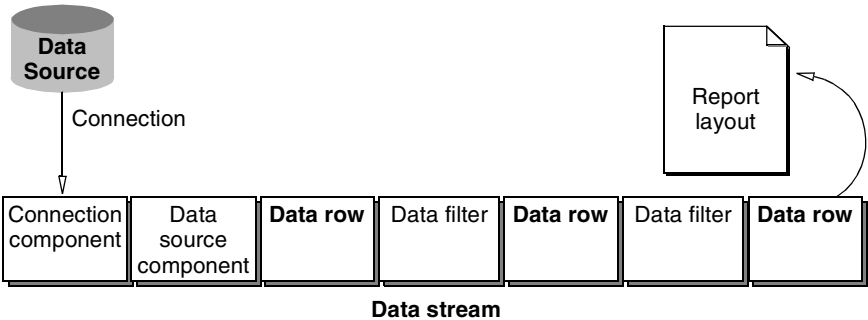 Data
Source
Connection
Report
layout
Connection
component
Data
source
component
Data row
Data filter
Data row
Data filter
Data row
Data stream